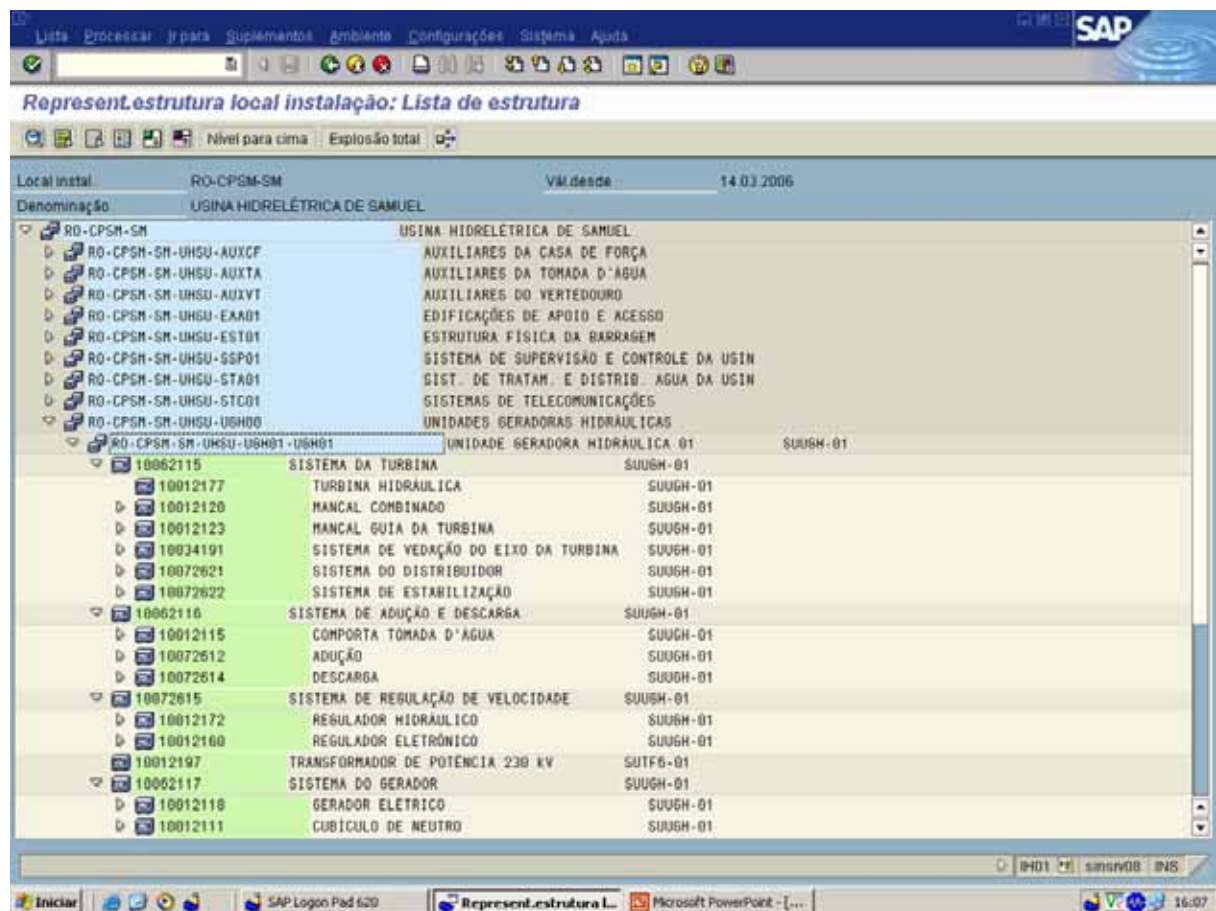 Lista Processar Ir para Suplementos Ambiente Configurações Sistema Ajuda
SAP
Represent.estrutura local instalação: Lista de estrutura
Nível para cima Explosão total
Local instal. RO-CPSM-SM Vál.desde 14.03.2006
Denominação USINA HIDRELÉTRICA DE SAMUEL
RO-CPSM-SM USINA HIDRELÉTRICA DE SAMUEL
RO-CPSM-SM-UHSU-AUXCF AUXILIARES DA CASA DE FORÇA
RO-CPSM-SM-UHSU-AUXTA AUXILIARES DA TOMADA D'ÁGUA
RO-CPSM-SM-UHSU-AUXVT AUXILIARES DO VERTEDOURO
RO-CPSM-SM-UHSU-EAA01 EDIFICAÇÕES DE APOIO E ACESSO
RO-CPSM-SM-UHSU-EST01 ESTRUTURA FÍSICA DA BARRAGEM
RO-CPSM-SM-UHSU-SSP01 SISTEMA DE SUPERVISÃO E CONTROLE DA USIN
RO-CPSM-SM-UHSU-STA01 SIST. DE TRATAM. E DISTRIB. AGUA DA USIN
RO-CPSM-SM-UHSU-STC01 SISTEMAS DE TELECOMUNICAÇÕES
RO-CPSM-SM-UHSU-UGH00 UNIDADES GERADORAS HIDRÁULICAS
RO-CPSM-SM-UHSU-UGH01-UGH01 UNIDADE GERADORA HIDRÁULICA 01 SUUGH-01
10062115 SISTEMA DA TURBINA SUUGH-01
10012177 TURBINA HIDRÁULICA SUUGH-01
10012120 MANCAL COMBINADO SUUGH-01
10012123 MANCAL GUIA DA TURBINA SUUGH-01
10034191 SISTEMA DE VEDAÇÃO DO EIXO DA TURBINA SUUGH-01
10072621 SISTEMA DO DISTRIBUIDOR SUUGH-01
10072622 SISTEMA DE ESTABILIZAÇÃO SUUGH-01
10062116 SISTEMA DE ADUÇÃO E DESCARGA SUUGH-01
10012115 COMPORTA TOMADA D'ÁGUA SUUGH-01
10072612 ADUÇÃO SUUGH-01
10072614 DESCARGA SUUGH-01
10072615 SISTEMA DE REGULAÇÃO DE VELOCIDADE SUUGH-01
10012172 REGULADOR HIDRÁULICO SUUGH-01
10012160 REGULADOR ELETRÔNICO SUUGH-01
10012197 TRANSFORMADOR DE POTÊNCIA 230 kV SUTF6-01
10062117 SISTEMA DO GERADOR SUUGH-01
10012118 GERADOR ELÉTRICO SUUGH-01
10012111 CUBÍCULO DE NEUTRO SUUGH-01
IH01 sinsrv08 INS
Iniciar SAP Logon Pad 620 Represent.estrutura l... Microsoft PowerPoint - [... 16:07